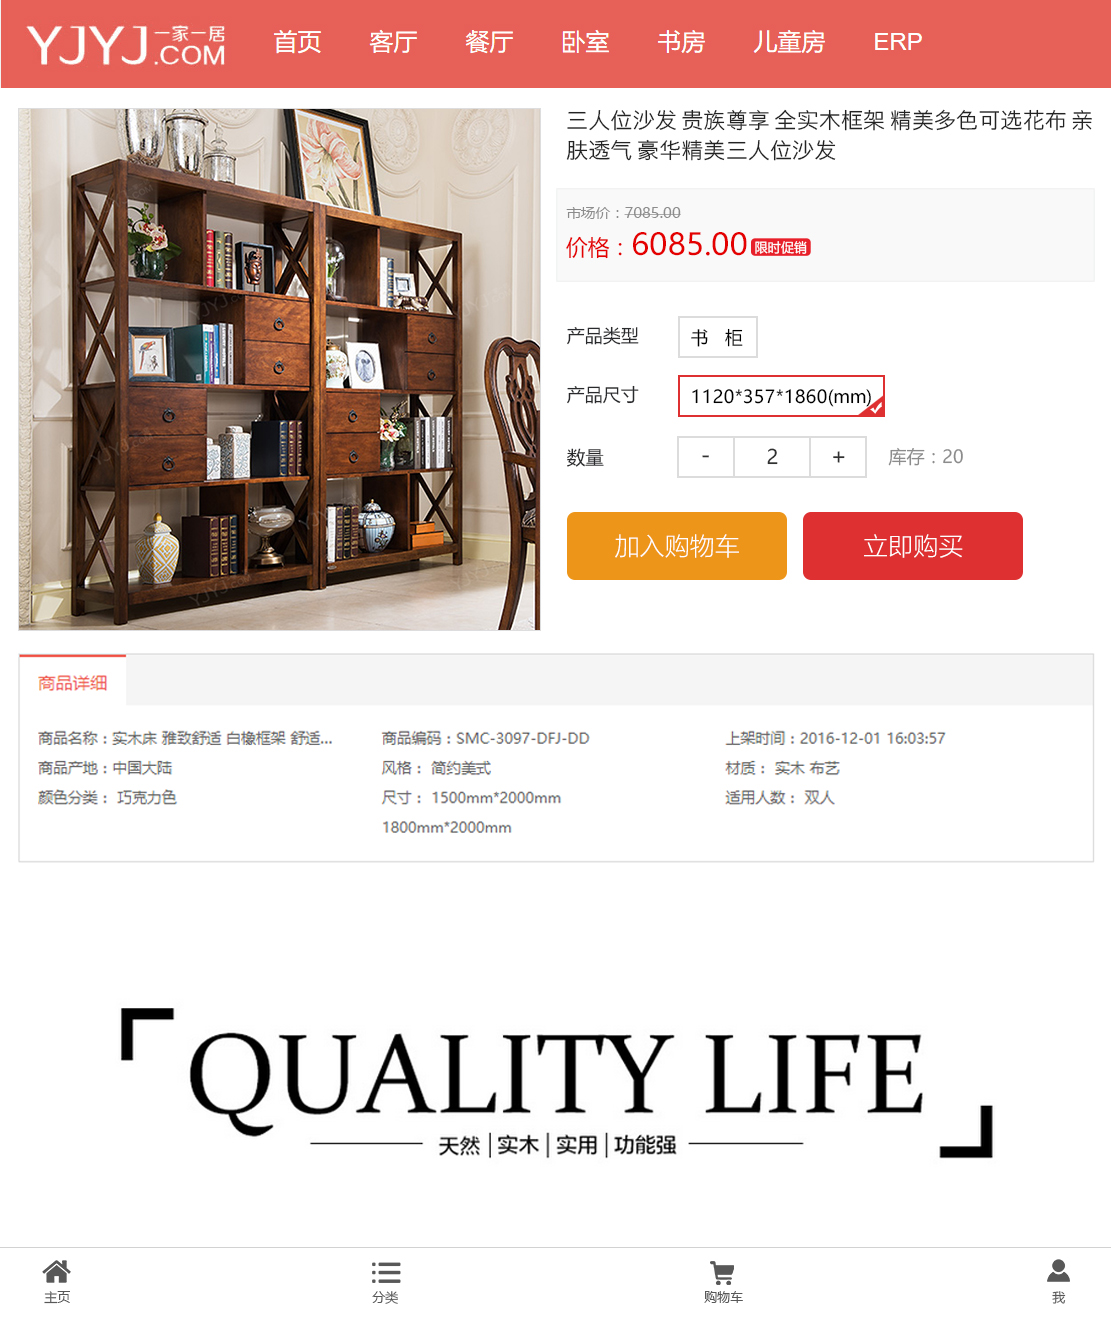 YJYJ 一家一居 .COM
首页 客厅 餐厅 卧室 书房 儿童房 ERP
三人位沙发 贵族尊享 全实木框架 精美多色可选花布 亲
肤透气 豪华精美三人位沙发
市场价：7085.00
价格：6085.00 限时促销
产品类型 书 柜
产品尺寸 1120*357*1860(mm)
数量 - 2 + 库存：20
加入购物车 立即购买
商品详细
商品名称：实木床 雅致舒适 白橡框架 舒适... 商品编码：SMC-3097-DFJ-DD 上架时间：2016-12-01 16:03:57
商品产地：中国大陆 风格： 简约美式 材质： 实木 布艺
颜色分类： 巧克力色 尺寸： 1500mm*2000mm 适用人数： 双人
1800mm*2000mm
QUALITY LIFE
天然|实木|实用|功能强
主页 分类 购物车 我